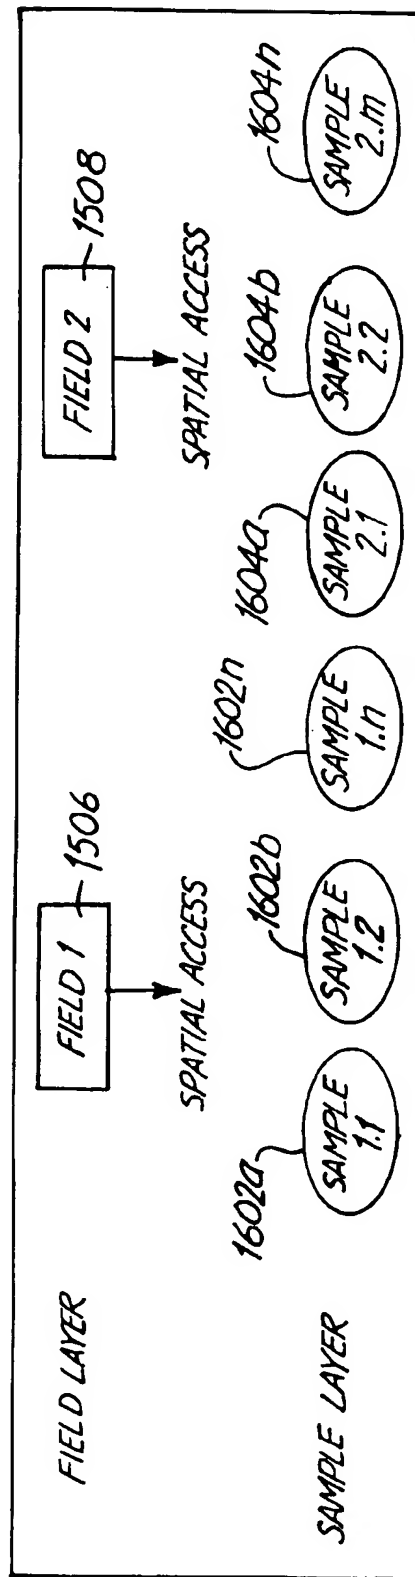 FIELD LAYER
FIELD 1
1506
FIELD 2
1508
SPATIAL ACCESS
SPATIAL ACCESS
1602a
1602b
1602n
1604a
1604b
1604n
SAMPLE LAYER
SAMPLE
1.1
SAMPLE
1.2
SAMPLE
1.n
SAMPLE
2.1
SAMPLE
2.2
SAMPLE
2.m